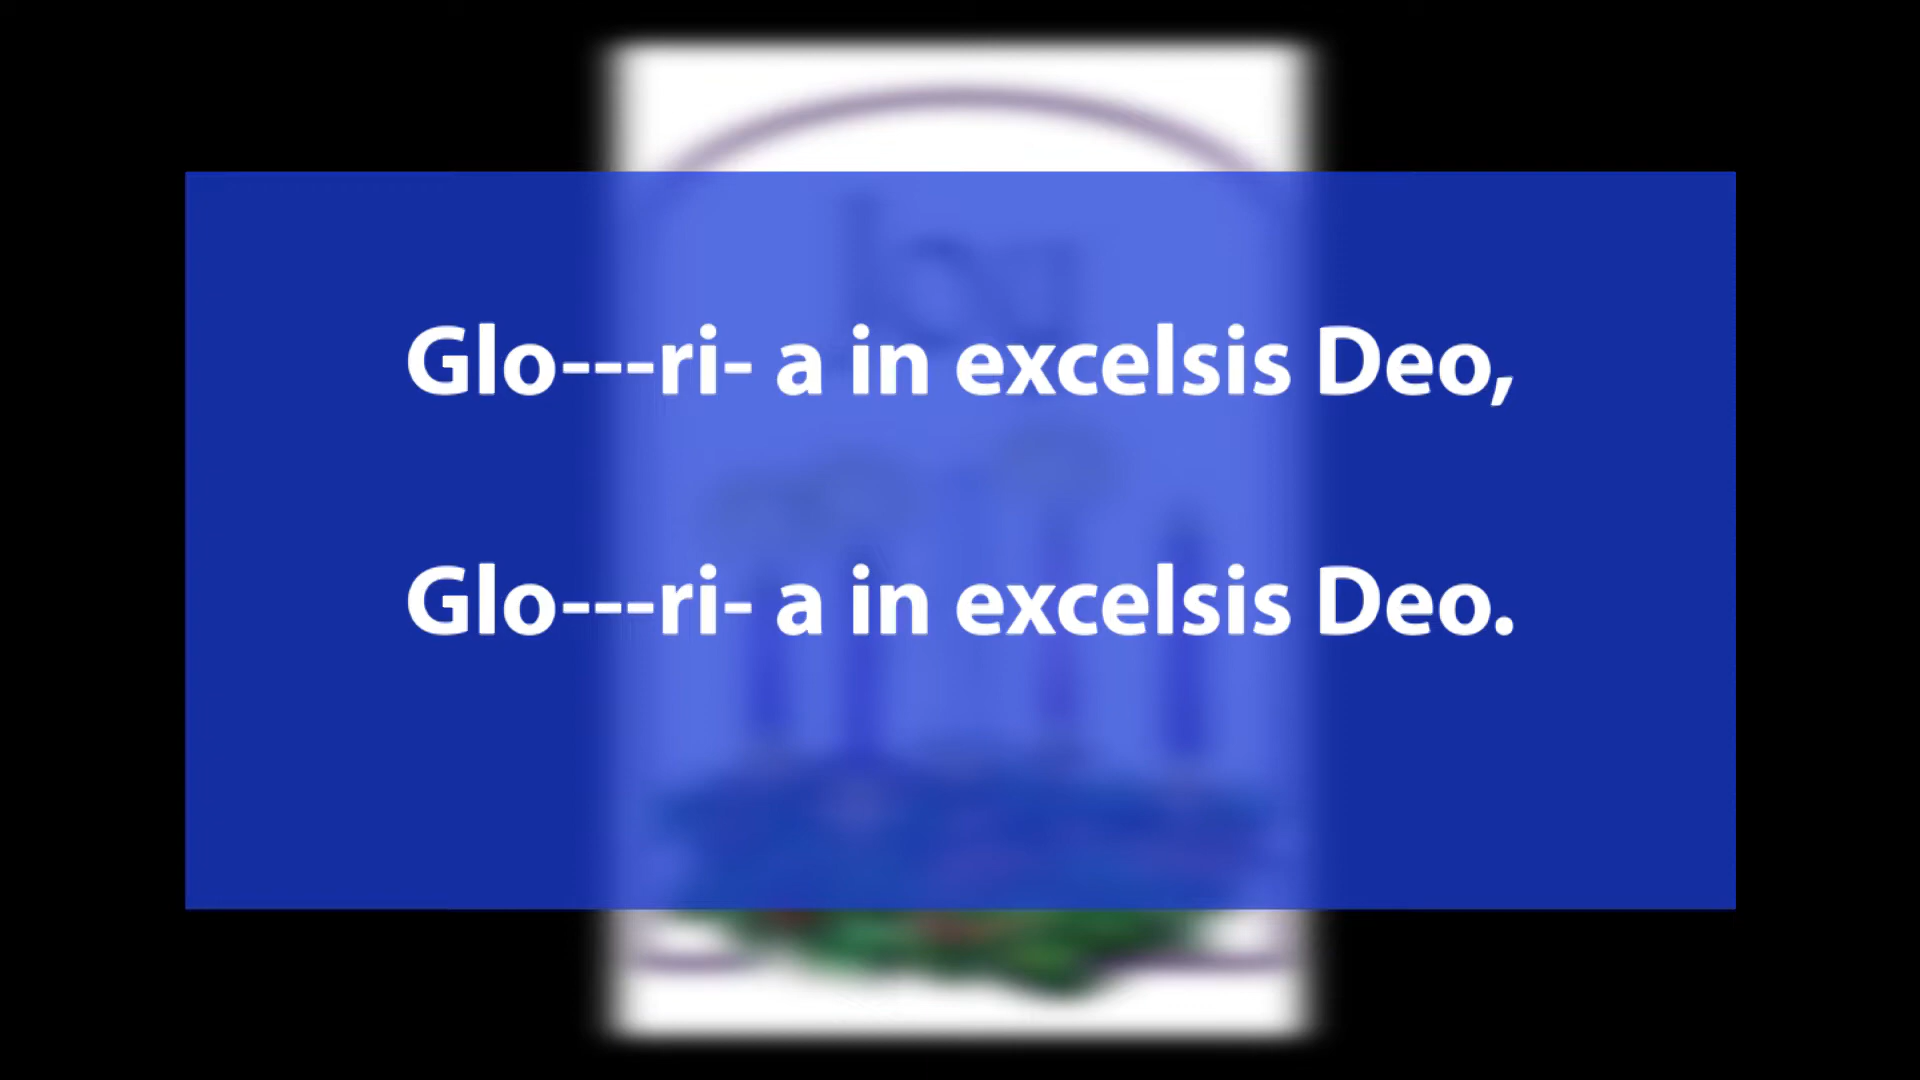 Glo---ri- a in excelsis Deo,
Glo---ri- a in excelsis Deo.